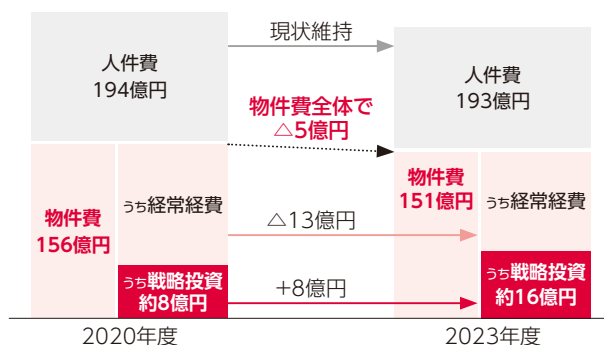 現状維持
人件費
194億円
人件費
193億円
物件費全体で
△5億円
物件費
156億円
うち経常経費
△13億円
物件費
151億円
うち経常経費
うち戦略投資
約8億円
+8億円
うち戦略投資
約16億円
2020年度
2023年度